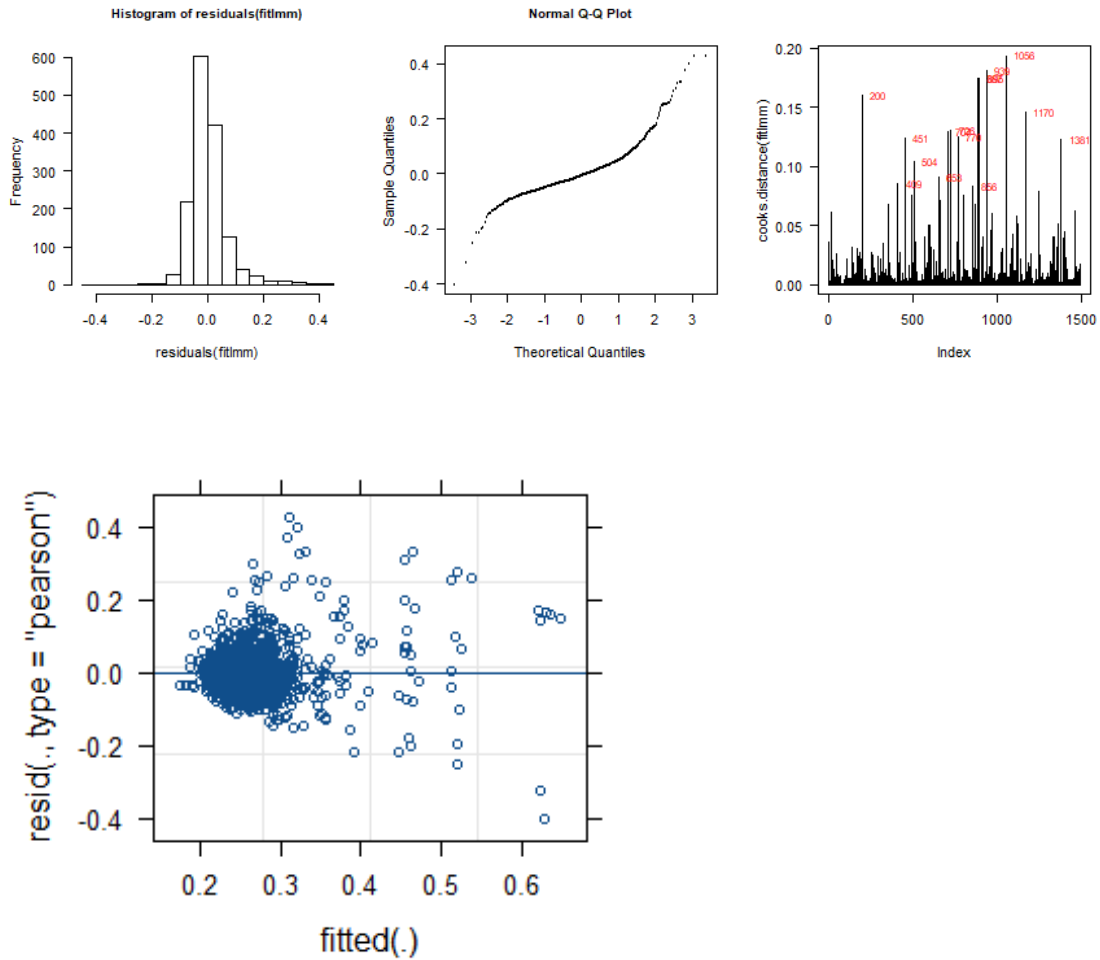 Histogram of residuals(fitlmm)
Frequency
600
500
400
300
200
100
0
-0.4 -0.2 0.0 0.2 0.4
residuals(fitlmm)
Normal Q-Q Plot
Sample Quantiles
0.4
0.2
0.0
-0.2
-0.4
-3 -2 -1 0 1 2 3
Theoretical Quantiles
cooks.distance(fitlmm)
0.20
0.15
0.10
0.05
0.00
1056
939
200
1170
451
770
1381
504
653
409
856
0 500 1000 1500
Index
resid(., type = "pearson")
0.4
0.2
0.0
-0.2
-0.4
0.2 0.3 0.4 0.5 0.6
fitted(.)